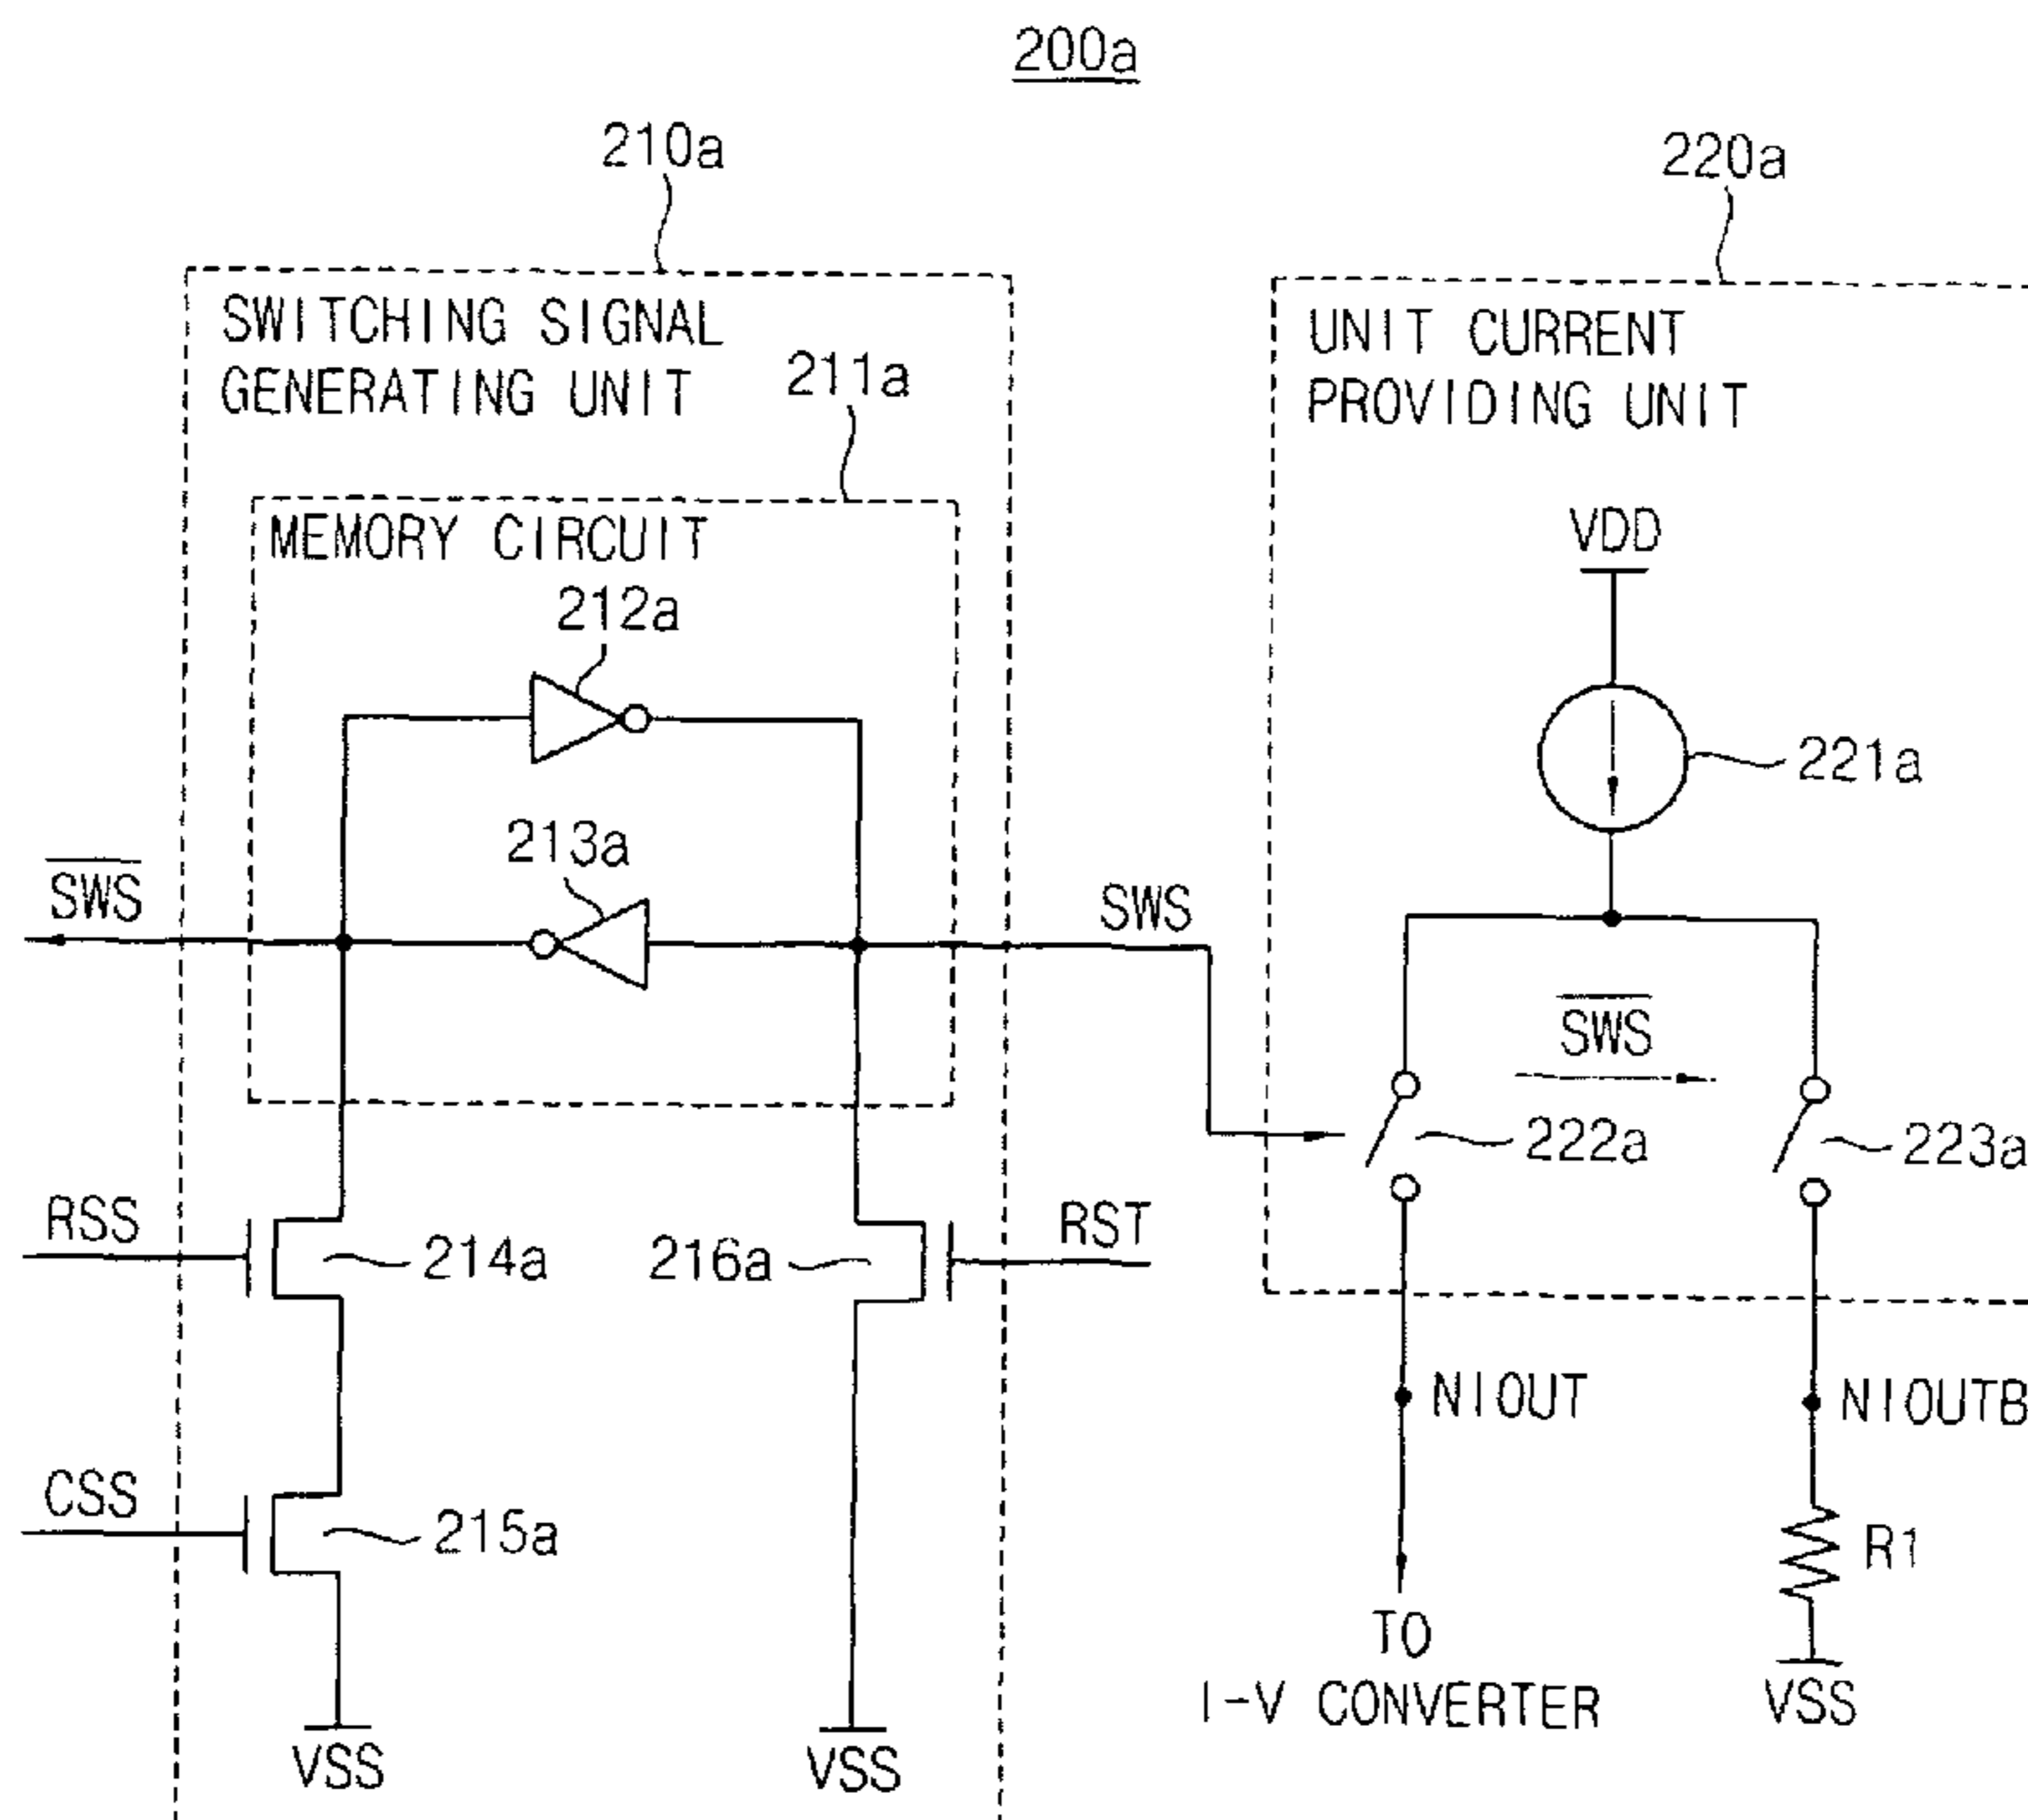 200a
210a
220a
SWITCHING SIGNAL
GENERATING UNIT
211a
UNIT CURRENT
PROVIDING UNIT
MEMORY CIRCUIT
VDD
212a
221a
213a
SWS
SWS
SWS
222a
223a
RSS
214a
216a
RST
NIOUT
NIOUTB
CSS
215a
R1
TO
I-V CONVERTER
VSS
VSS
VSS